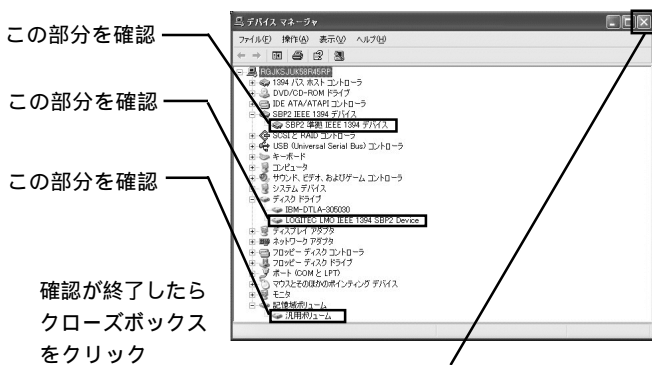 この部分を確認
この部分を確認
この部分を確認
確認が終了したら
クローズボックス
をクリック
デバイス マネージャ
ファイル(F) 操作(A) 表示(V) ヘルプ(H)
RGJKSJUK58R45RP
1394 バス ホスト コントローラ
DVD/CD-ROM ドライブ
IDE ATA/ATAPI コントローラ
SBP2 IEEE 1394 デバイス
SBP2 準拠 IEEE 1394 デバイス
SCSI と RAID コントローラ
USB (Universal Serial Bus) コントローラ
キーボード
コンピュータ
サウンド、ビデオ、およびゲーム コントローラ
システム デバイス
ディスク ドライブ
IBM-DTLA-305030
LOGITEC LMO IEEE 1394 SBP2 Device
ディスプレイ アダプタ
ネットワーク アダプタ
フロッピー ディスク コントローラ
フロッピー ディスク ドライブ
ポート (COM と LPT)
マウスとそのほかのポインティング デバイス
モニタ
記憶域ボリューム
汎用ボリューム